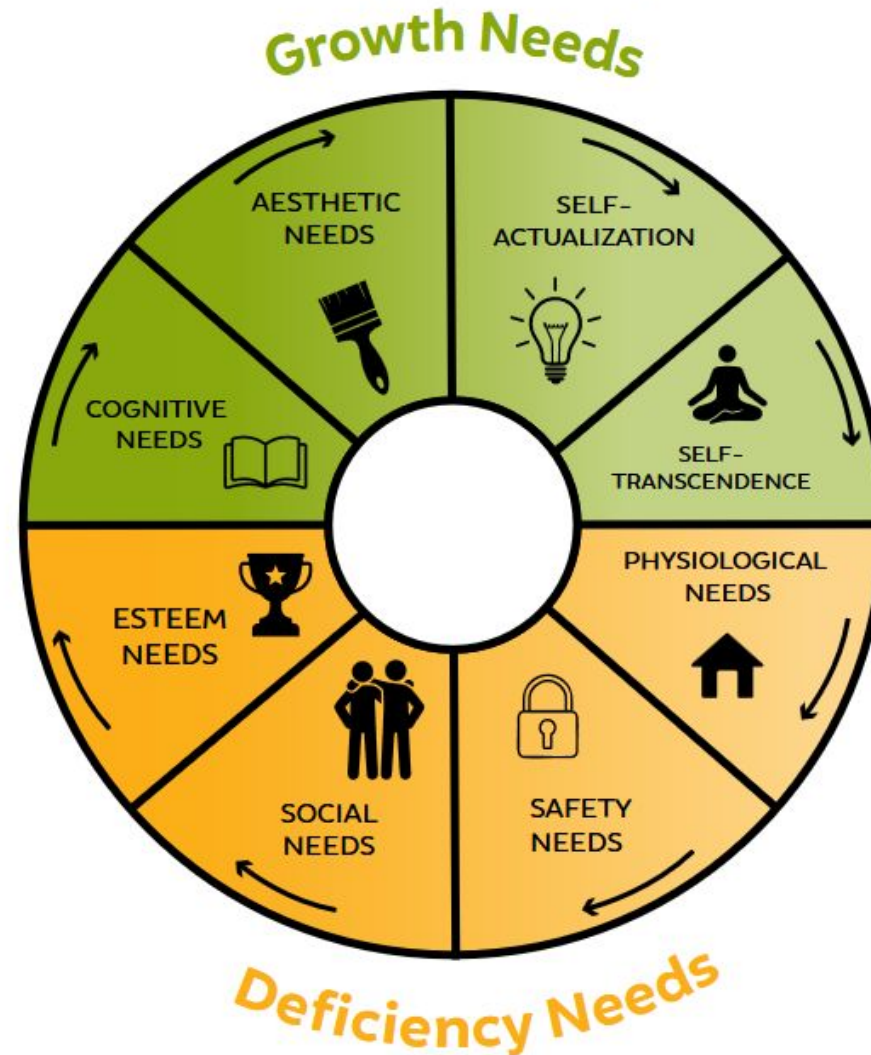 Growth Needs
AESTHETIC
NEEDS
SELF-
ACTUALIZATION
COGNITIVE
NEEDS
SELF-
TRANSCENDENCE
ESTEEM
NEEDS
PHYSIOLOGICAL
NEEDS
SOCIAL
NEEDS
SAFETY
NEEDS
Deficiency Needs